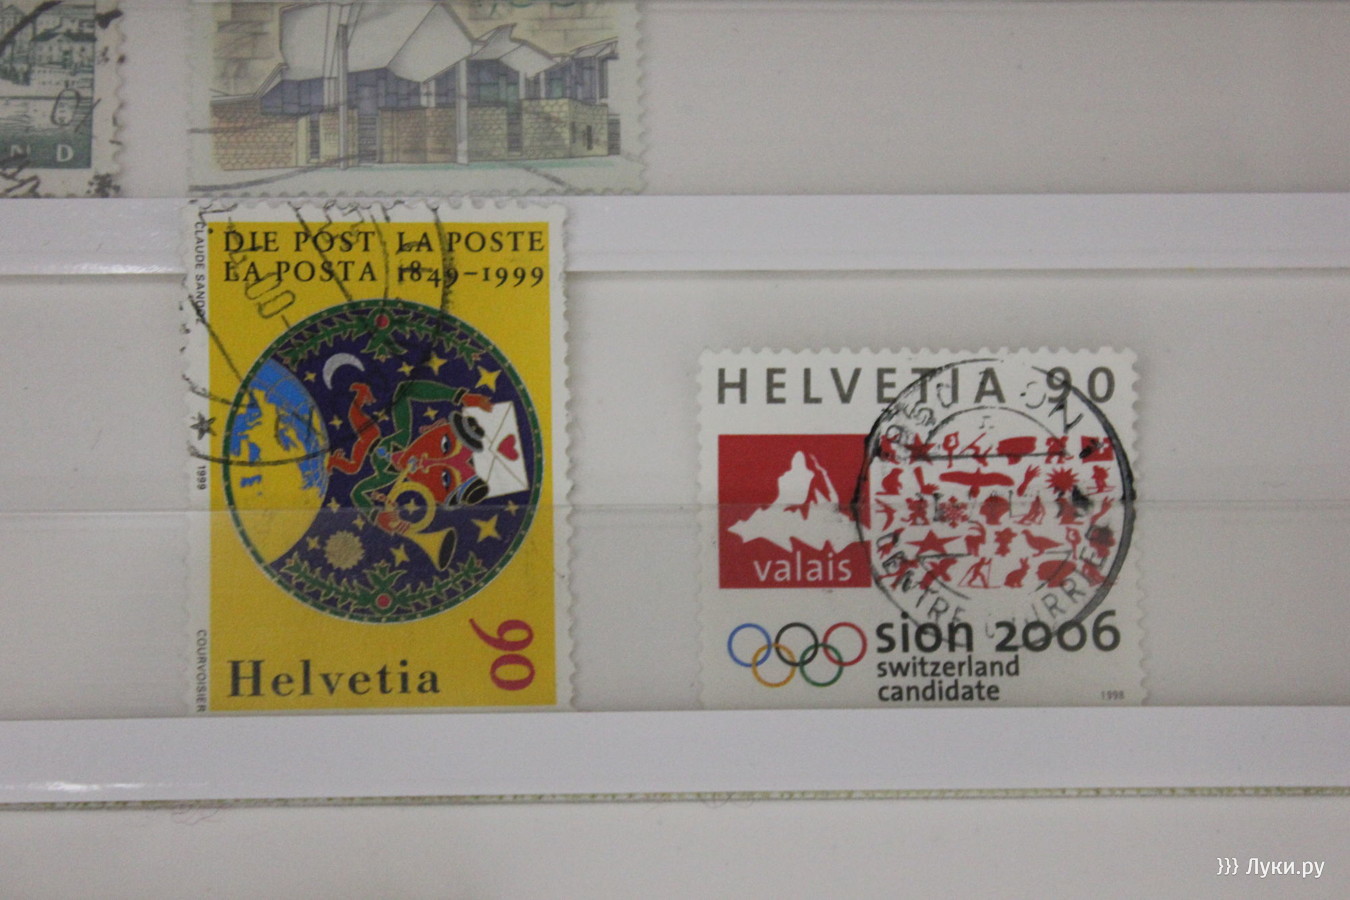 N D
DIE POST LA POSTE
LA POSTA 1849–1999
CLAUDE SANDOZ
1999
COURVOISIER
90
Helvetia
HELVETIA 90
valais
sion 2006
switzerland
candidate
1998
}}} Луки.ру